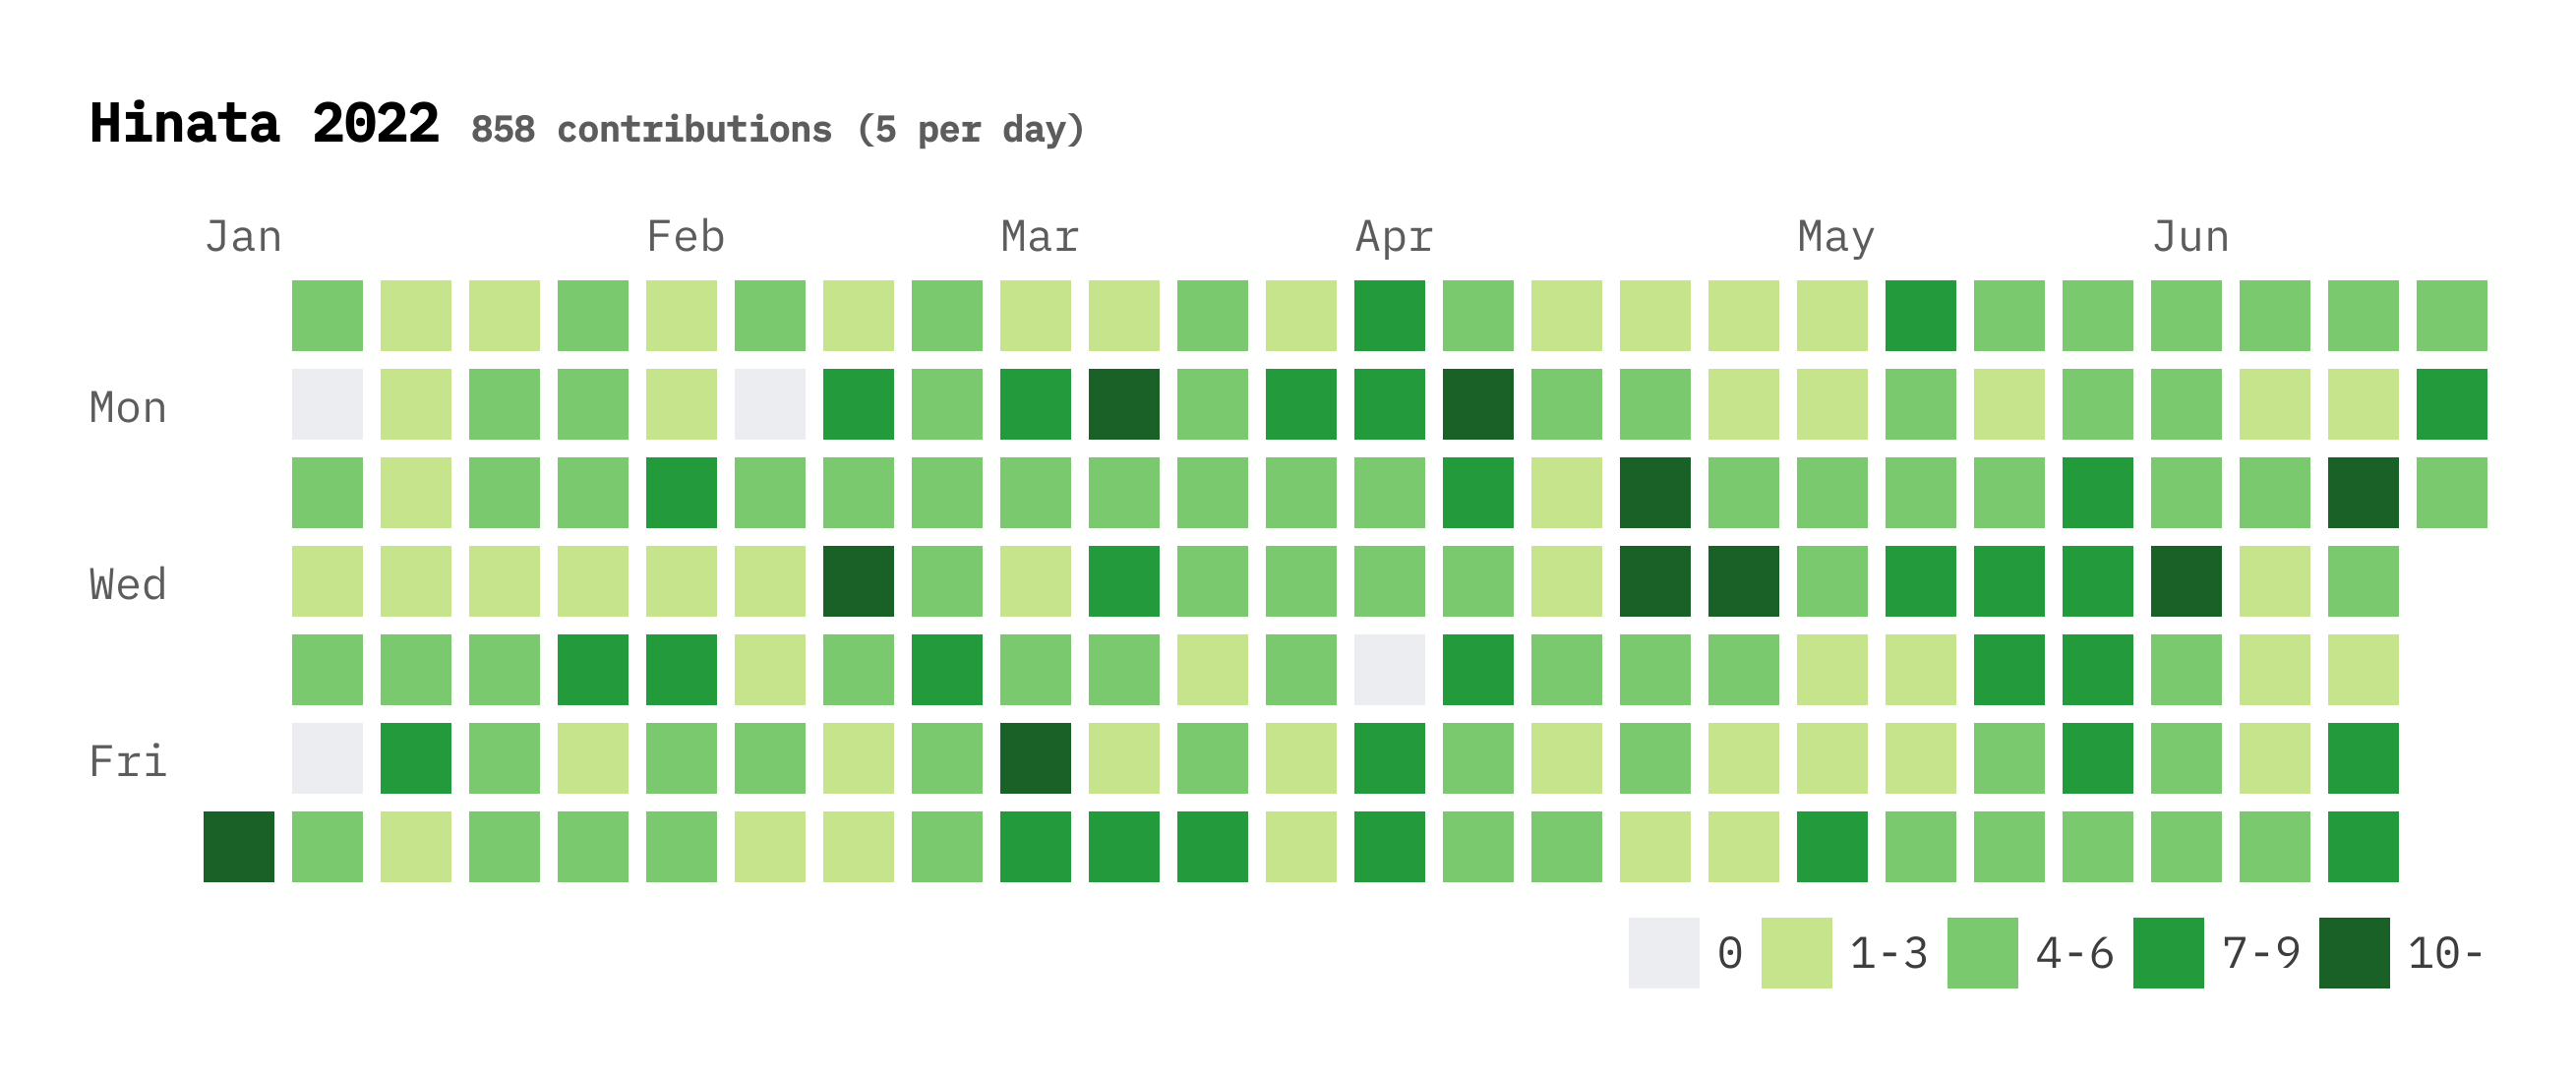 Hinata 2022 858 contributions (5 per day)
Jan Feb Mar Apr May Jun
Mon
Wed
Fri
0 1-3 4-6 7-9 10-